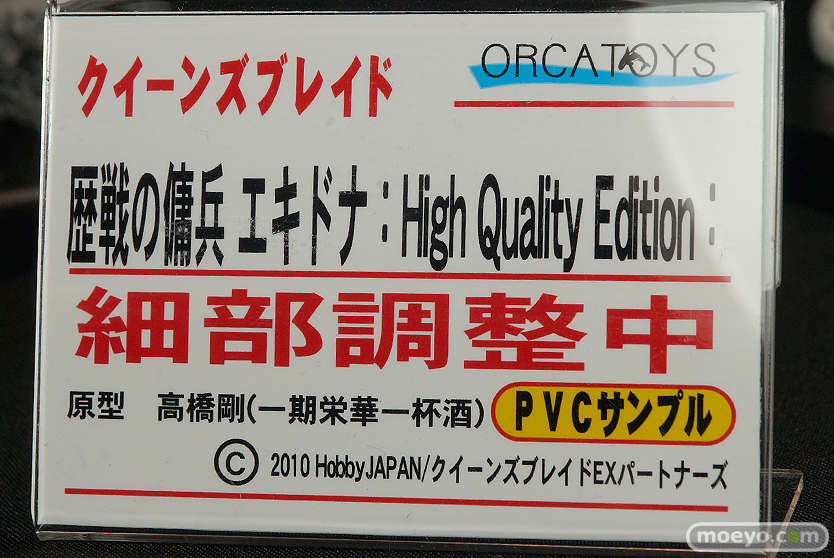 クイーンズブレイド
ORCATOYS
歴戦の傭兵 エキドナ：High Quality Edition：
細部調整中
原型　高橋剛(一期栄華一杯酒)
PVCサンプル
© 2010 HobbyJAPAN/クイーンズブレイドEXパートナーズ
moeyo.com